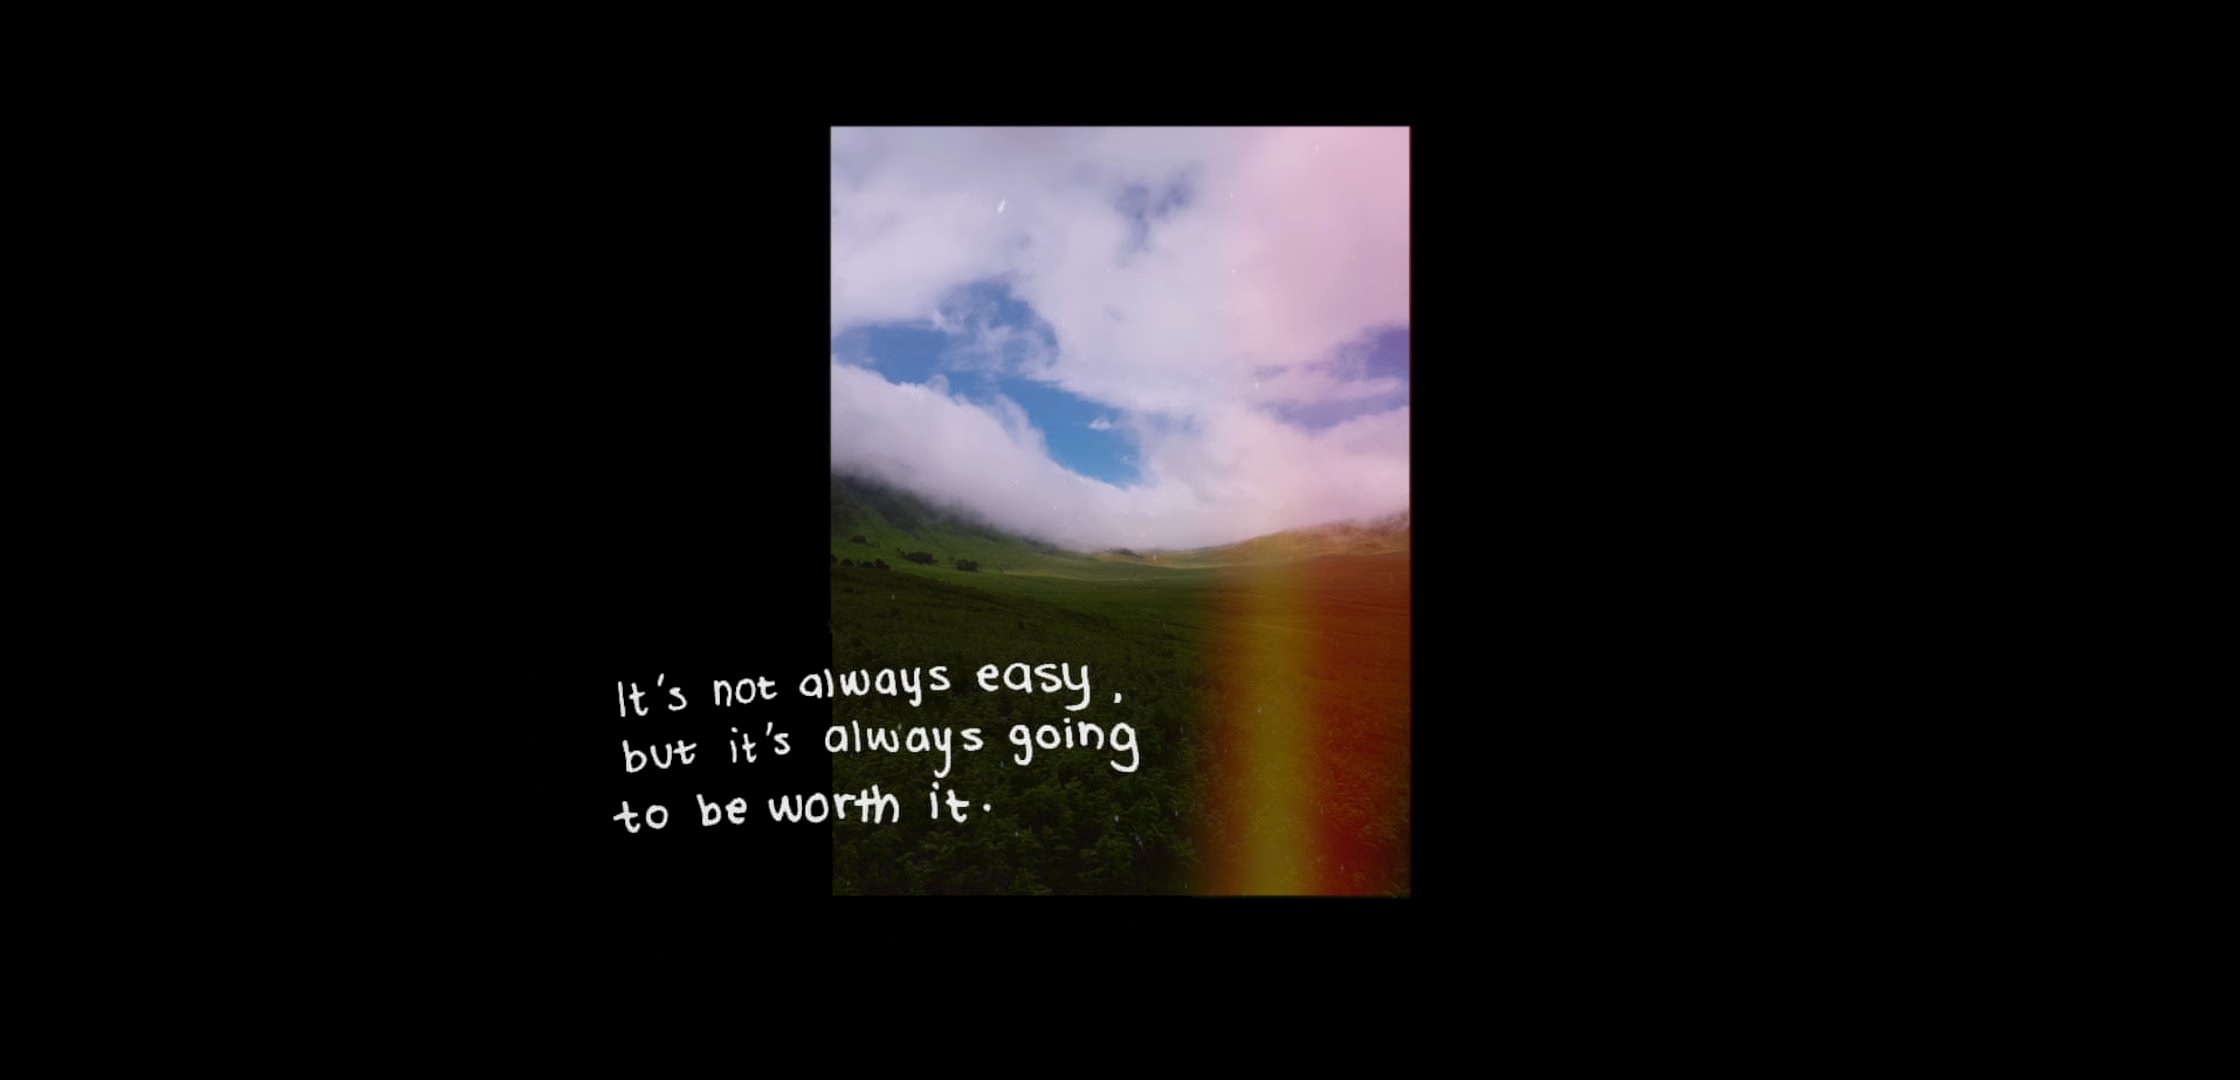 It's not always easy,
but it's always going
to be worth it.